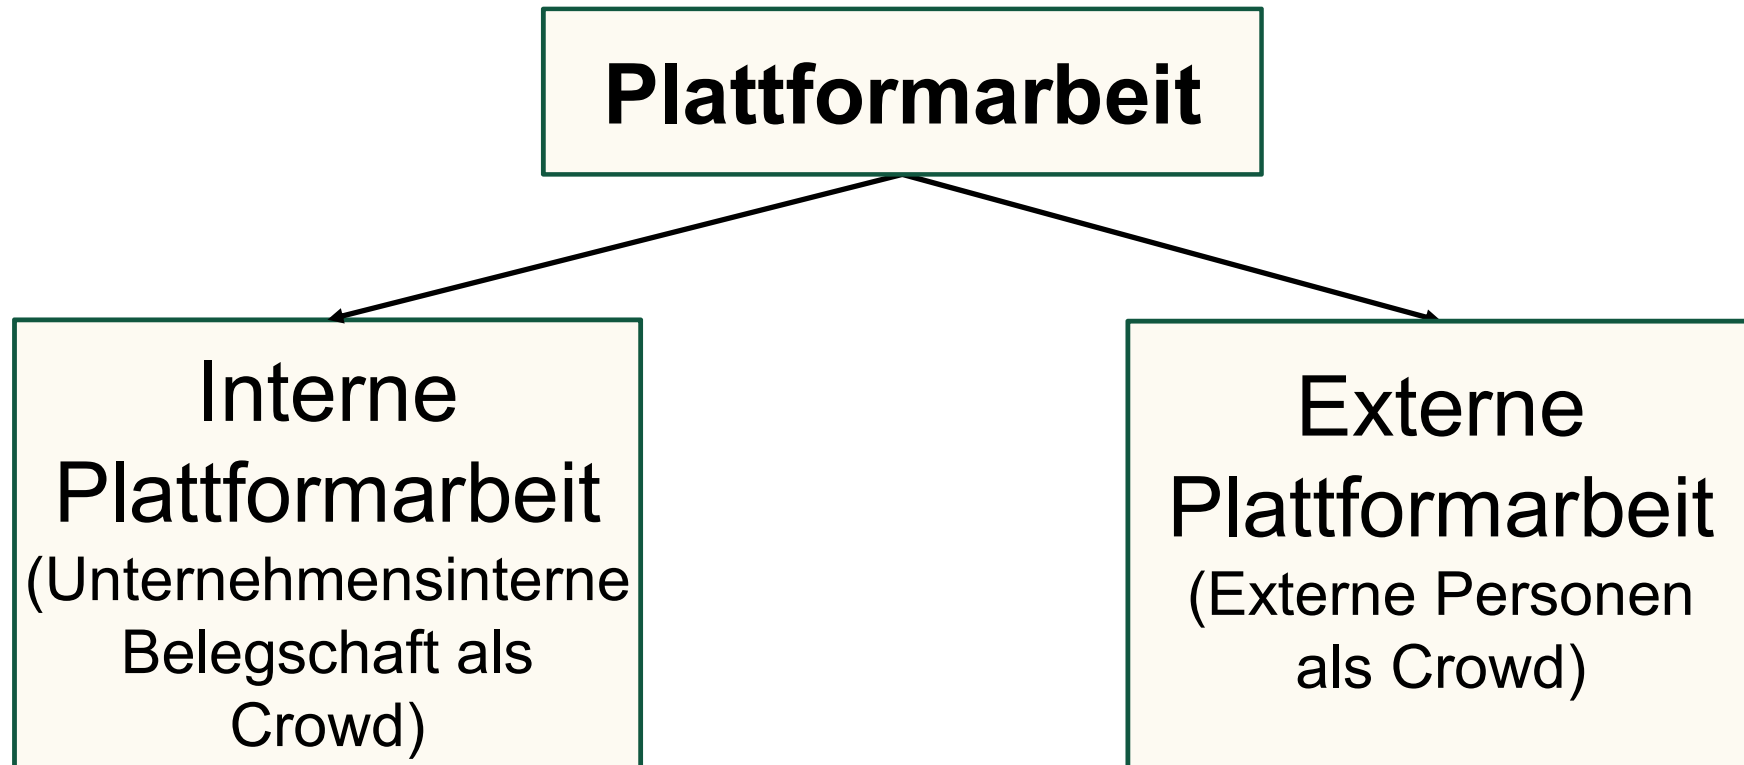 Plattformarbeit
Interne
Plattformarbeit
(Unternehmensinterne
Belegschaft als
Crowd)
Externe
Plattformarbeit
(Externe Personen
als Crowd)